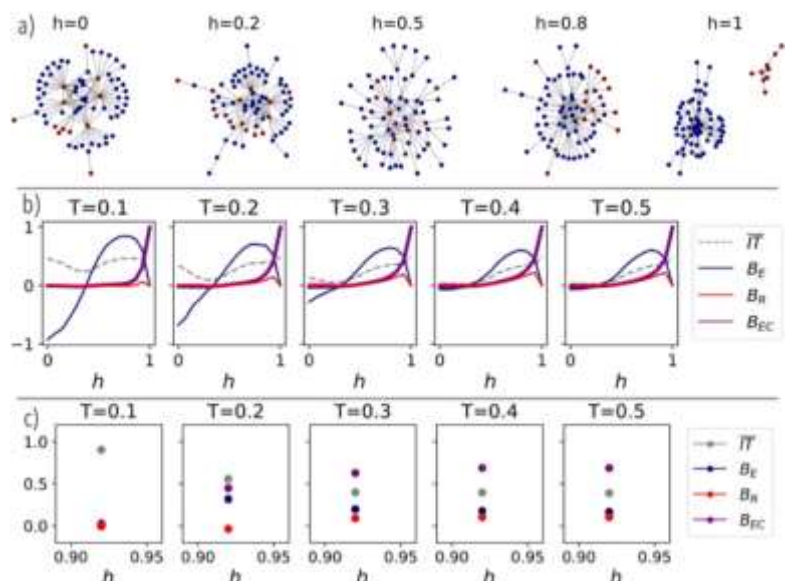 a) h=0 h=0.2 h=0.5 h=0.8 h=1
b) T=0.1 T=0.2 T=0.3 T=0.4 T=0.5
1
0
-1
0 1 0 1 0 1 0 1 0 1
h h h h h
IT
B_E
B_R
B_EC
c) T=0.1 T=0.2 T=0.3 T=0.4 T=0.5
1.0
0.5
0.0
0.90 0.95 0.90 0.95 0.90 0.95 0.90 0.95 0.90 0.95
h h h h h
IT
B_E
B_R
B_EC